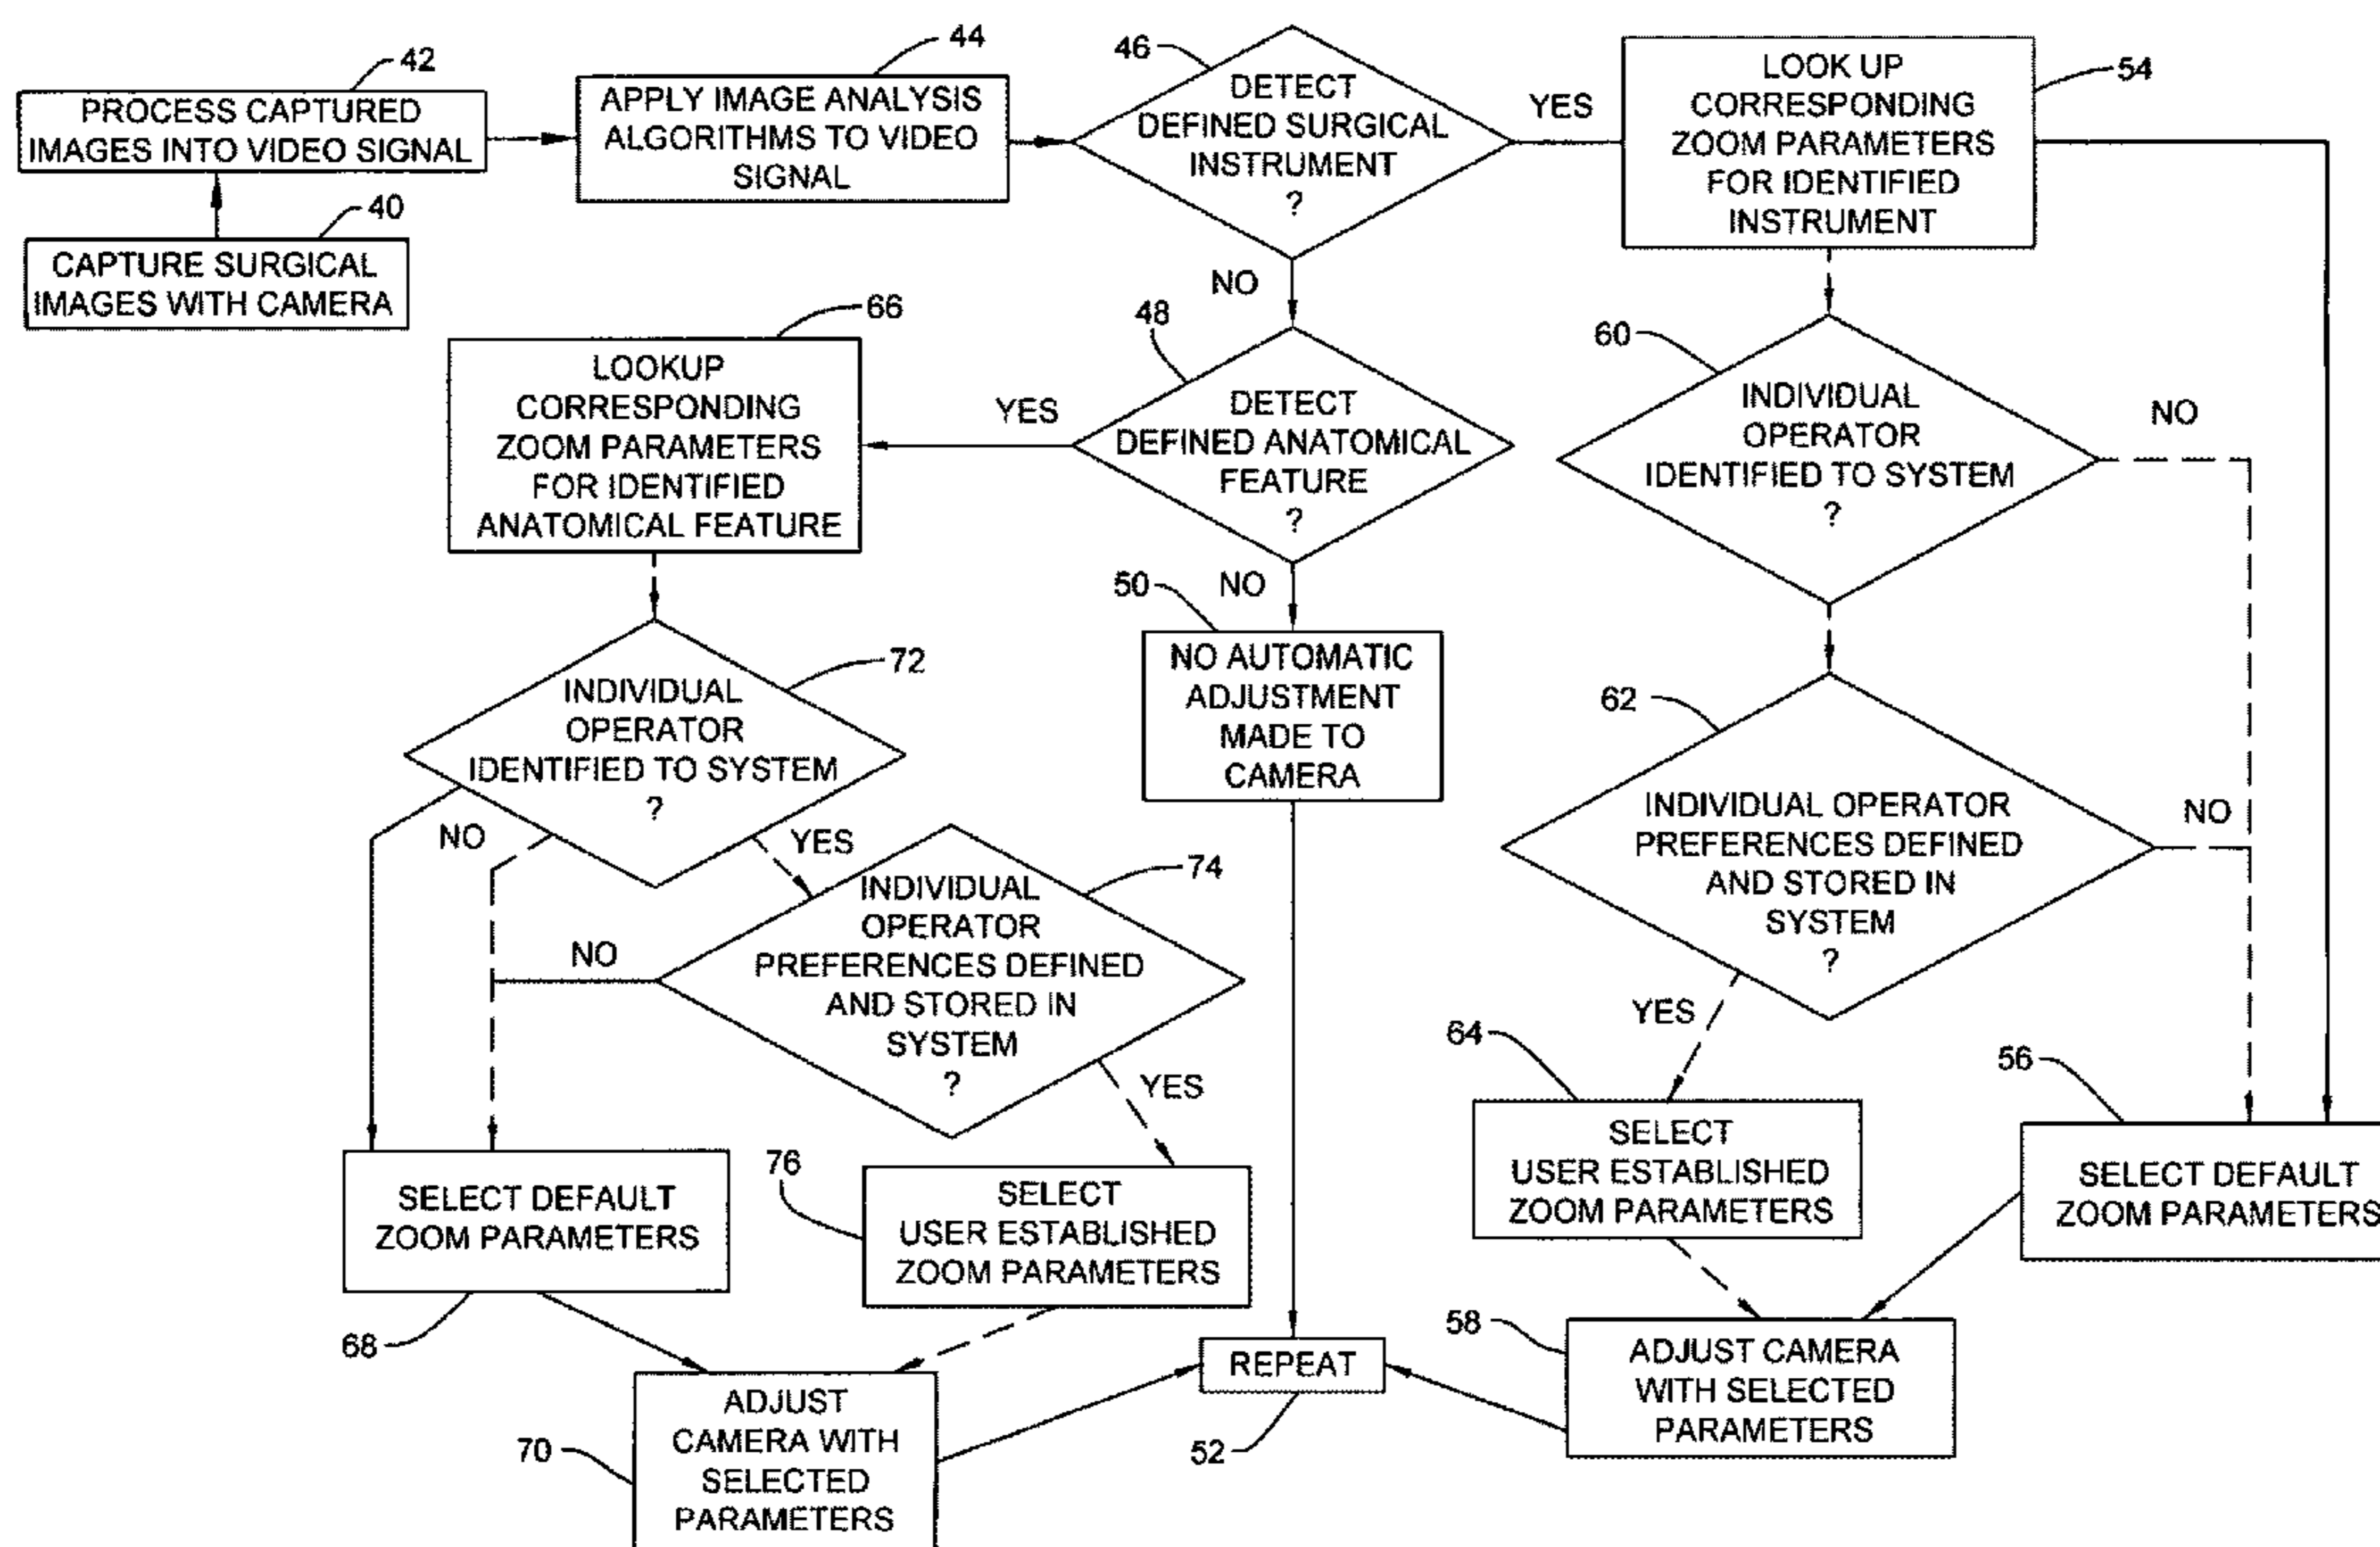 42
PROCESS CAPTURED
IMAGES INTO VIDEO SIGNAL
40
CAPTURE SURGICAL
IMAGES WITH CAMERA
44
APPLY IMAGE ANALYSIS
ALGORITHMS TO VIDEO
SIGNAL
46
DETECT
DEFINED SURGICAL
INSTRUMENT
?
YES
NO
54
LOOK UP
CORRESPONDING
ZOOM PARAMETERS
FOR IDENTIFIED
INSTRUMENT
48
DETECT
DEFINED ANATOMICAL
FEATURE
?
YES
NO
66
LOOKUP
CORRESPONDING
ZOOM PARAMETERS
FOR IDENTIFIED
ANATOMICAL FEATURE
60
INDIVIDUAL
OPERATOR
IDENTIFIED TO SYSTEM
?
NO
50
NO AUTOMATIC
ADJUSTMENT
MADE TO
CAMERA
72
INDIVIDUAL
OPERATOR
IDENTIFIED TO SYSTEM
?
NO
YES
62
INDIVIDUAL OPERATOR
PREFERENCES DEFINED
AND STORED IN
SYSTEM
?
NO
YES
74
INDIVIDUAL
OPERATOR
PREFERENCES DEFINED
AND STORED IN
SYSTEM
?
NO
YES
64
SELECT
USER ESTABLISHED
ZOOM PARAMETERS
56
SELECT DEFAULT
ZOOM PARAMETERS
SELECT DEFAULT
ZOOM PARAMETERS
68
76
SELECT
USER ESTABLISHED
ZOOM PARAMETERS
58
ADJUST CAMERA
WITH SELECTED
PARAMETERS
REPEAT
52
70
ADJUST
CAMERA WITH
SELECTED
PARAMETERS